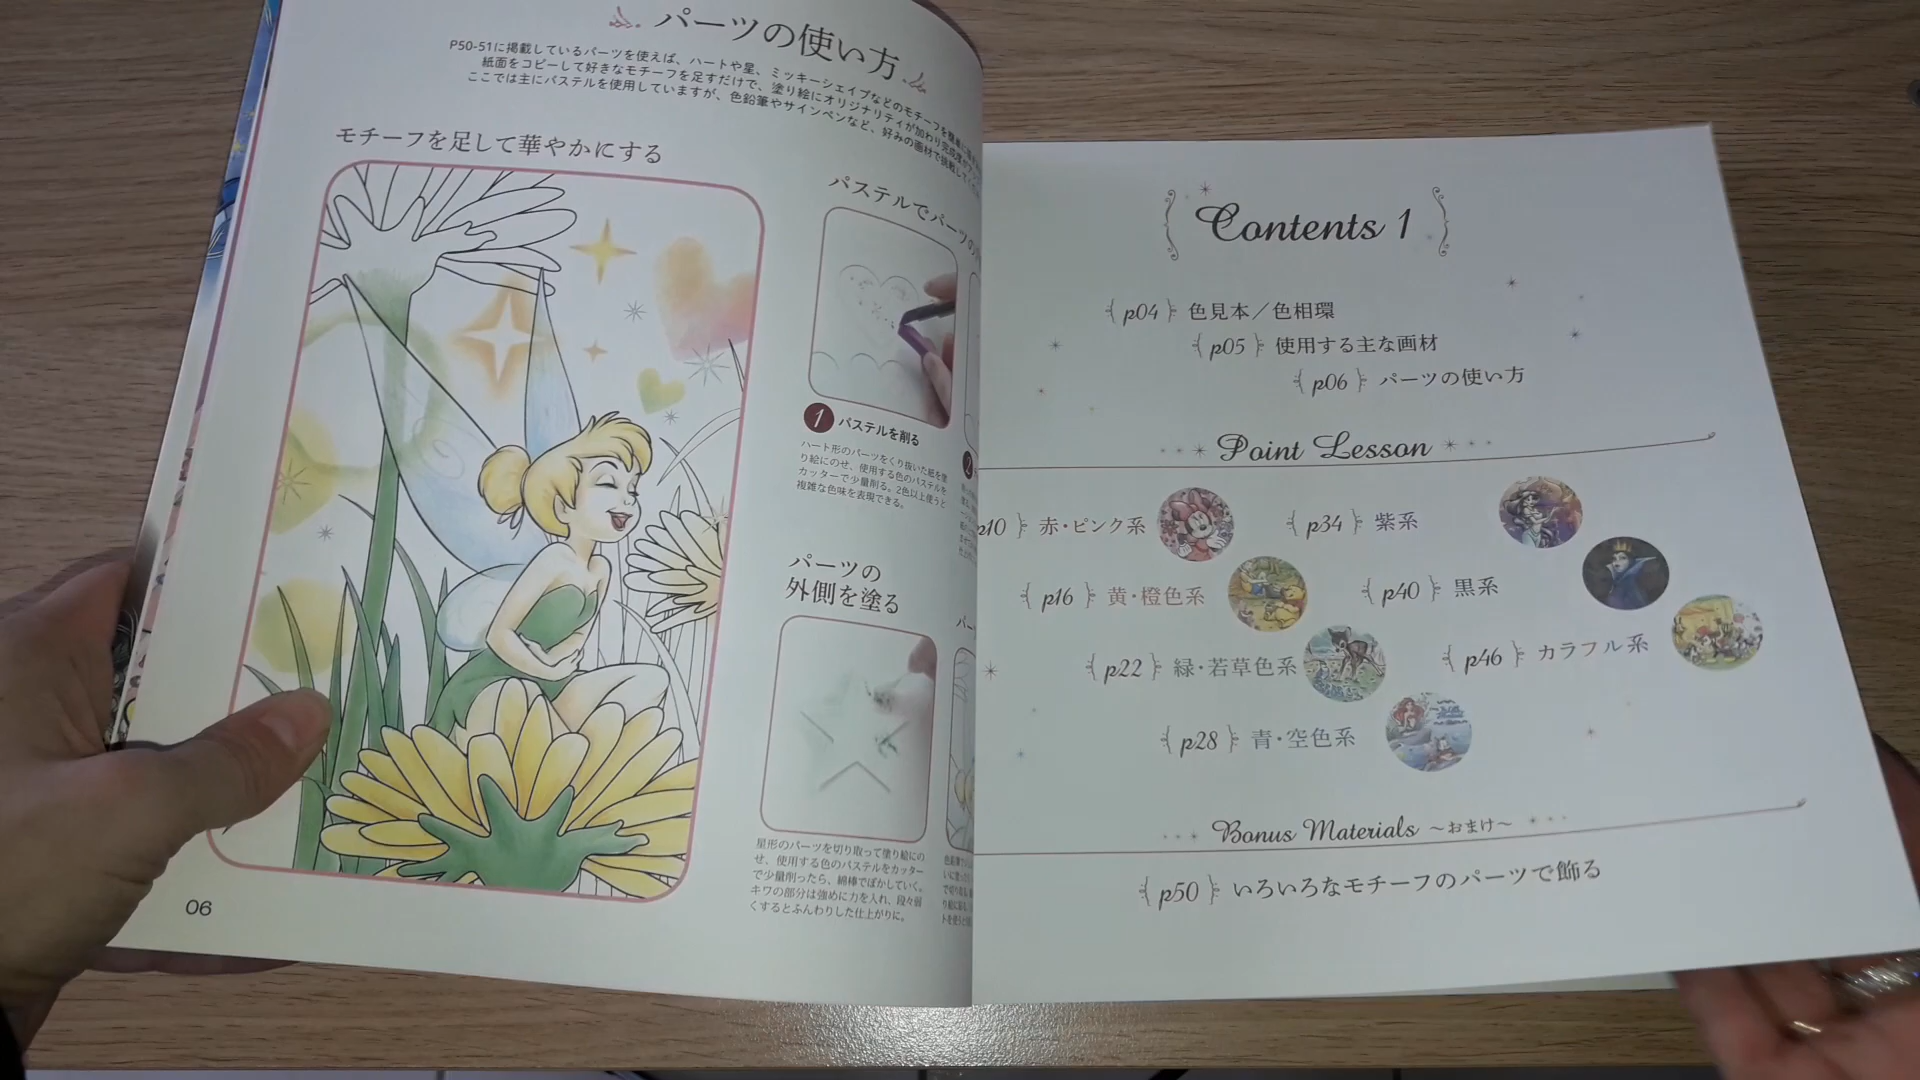 パーツの使い方
P50-51に掲載しているパーツを使えば、ハートや星、ミッキーシェイプなどのモチーフを
紙面をコピーして好きなモチーフを足すだけで、塗り絵にオリジナリティが加わり完成度が
ここでは主にパステルを使用していますが、色鉛筆やサインペンなど、好みの画材で挑戦して
モチーフを足して華やかにする
パステルでパーツの
1 パステルを削る
ハート形のパーツをくり抜いた紙を塗
り絵にのせ、使用する色のパステルを
カッターで少量削る。2色以上使うと
複雑な色味を表現できる。
パーツの
外側を塗る
星形のパーツを切り取って塗り絵にの
せ、使用する色のパステルをカッター
で少量削ったら、綿棒でぼかしていく。
キワの部分は強めに力を入れ、段々弱
くするとふんわりした仕上がりに。
06
2
Contents 1
p04 色見本／色相環
p05 使用する主な画材
p06 パーツの使い方
Point Lesson
p10 赤・ピンク系
p16 黄・橙色系
p22 緑・若草色系
p28 青・空色系
p34 紫系
p40 黒系
p46 カラフル系
Bonus Materials ～おまけ～
p50 いろいろなモチーフのパーツで飾る